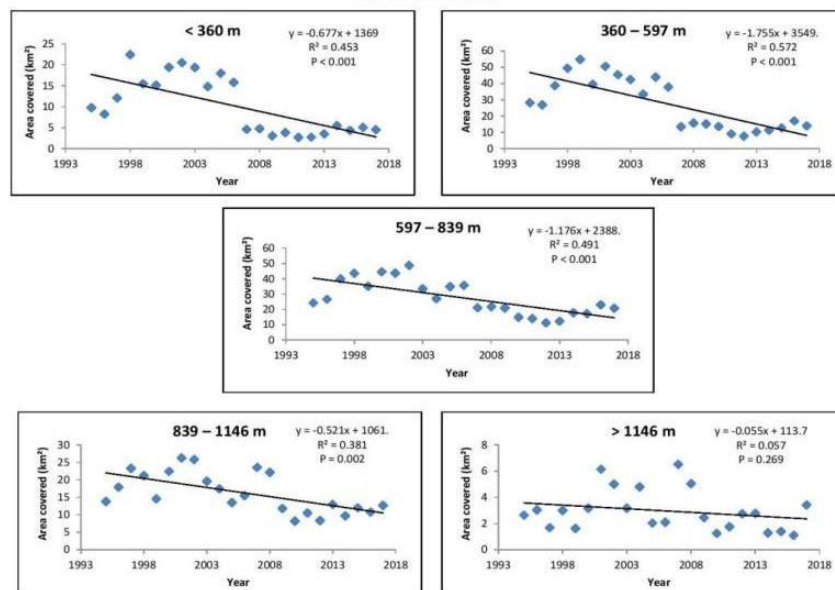 < 360 m
y = -0.677x + 1369
R² = 0.453
P < 0.001
Area covered (km²)
25
20
15
10
5
0
1993 1998 2003 2008 2013 2018
Year
360 – 597 m
y = -1.755x + 3549.
R² = 0.572
P < 0.001
Area covered (km²)
60
50
40
30
20
10
0
1993 1998 2003 2008 2013 2018
Year
597 – 839 m
y = -1.176x + 2388.
R² = 0.491
P < 0.001
Area covered (km²)
60
50
40
30
20
10
0
1993 1998 2003 2008 2013 2018
Year
839 – 1146 m
y = -0.521x + 1061.
R² = 0.381
P = 0.002
Area covered (km²)
30
25
20
15
10
5
0
1993 1998 2003 2008 2013 2018
Year
> 1146 m
y = -0.055x + 113.7
R² = 0.057
P = 0.269
Area covered (km²)
8
6
4
2
0
1993 1998 2003 2008 2013 2018
Year